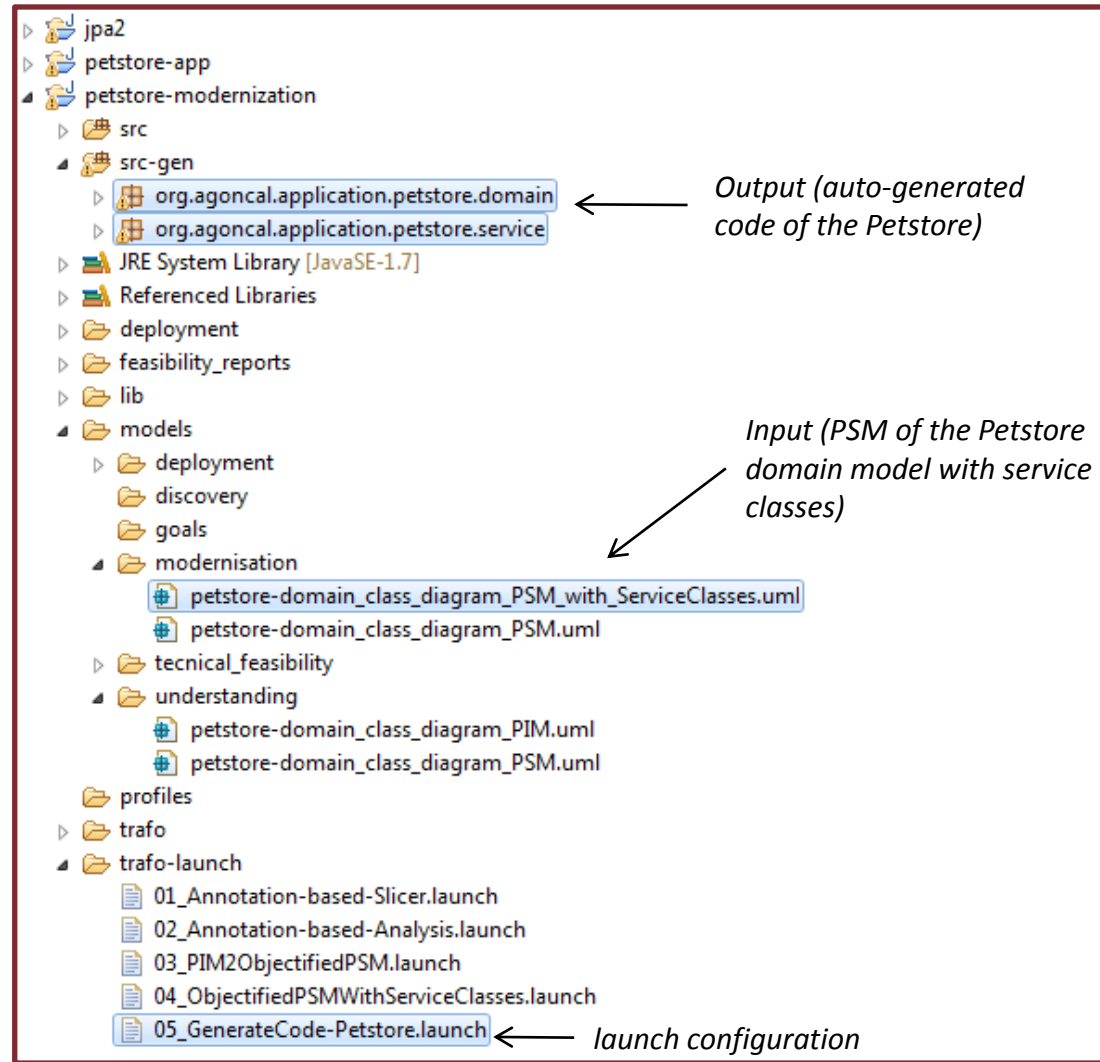 jpa2
petstore-app
petstore-modernization
src
src-gen
org.agoncal.application.petstore.domain
org.agoncal.application.petstore.service
Output (auto-generated
code of the Petstore)
JRE System Library [JavaSE-1.7]
Referenced Libraries
deployment
feasibility_reports
lib
models
deployment
discovery
goals
modernisation
Input (PSM of the Petstore
domain model with service
classes)
petstore-domain_class_diagram_PSM_with_ServiceClasses.uml
petstore-domain_class_diagram_PSM.uml
tecnical_feasibility
understanding
petstore-domain_class_diagram_PIM.uml
petstore-domain_class_diagram_PSM.uml
profiles
trafo
trafo-launch
01_Annotation-based-Slicer.launch
02_Annotation-based-Analysis.launch
03_PIM2ObjectifiedPSM.launch
04_ObjectifiedPSMWithServiceClasses.launch
05_GenerateCode-Petstore.launch
launch configuration